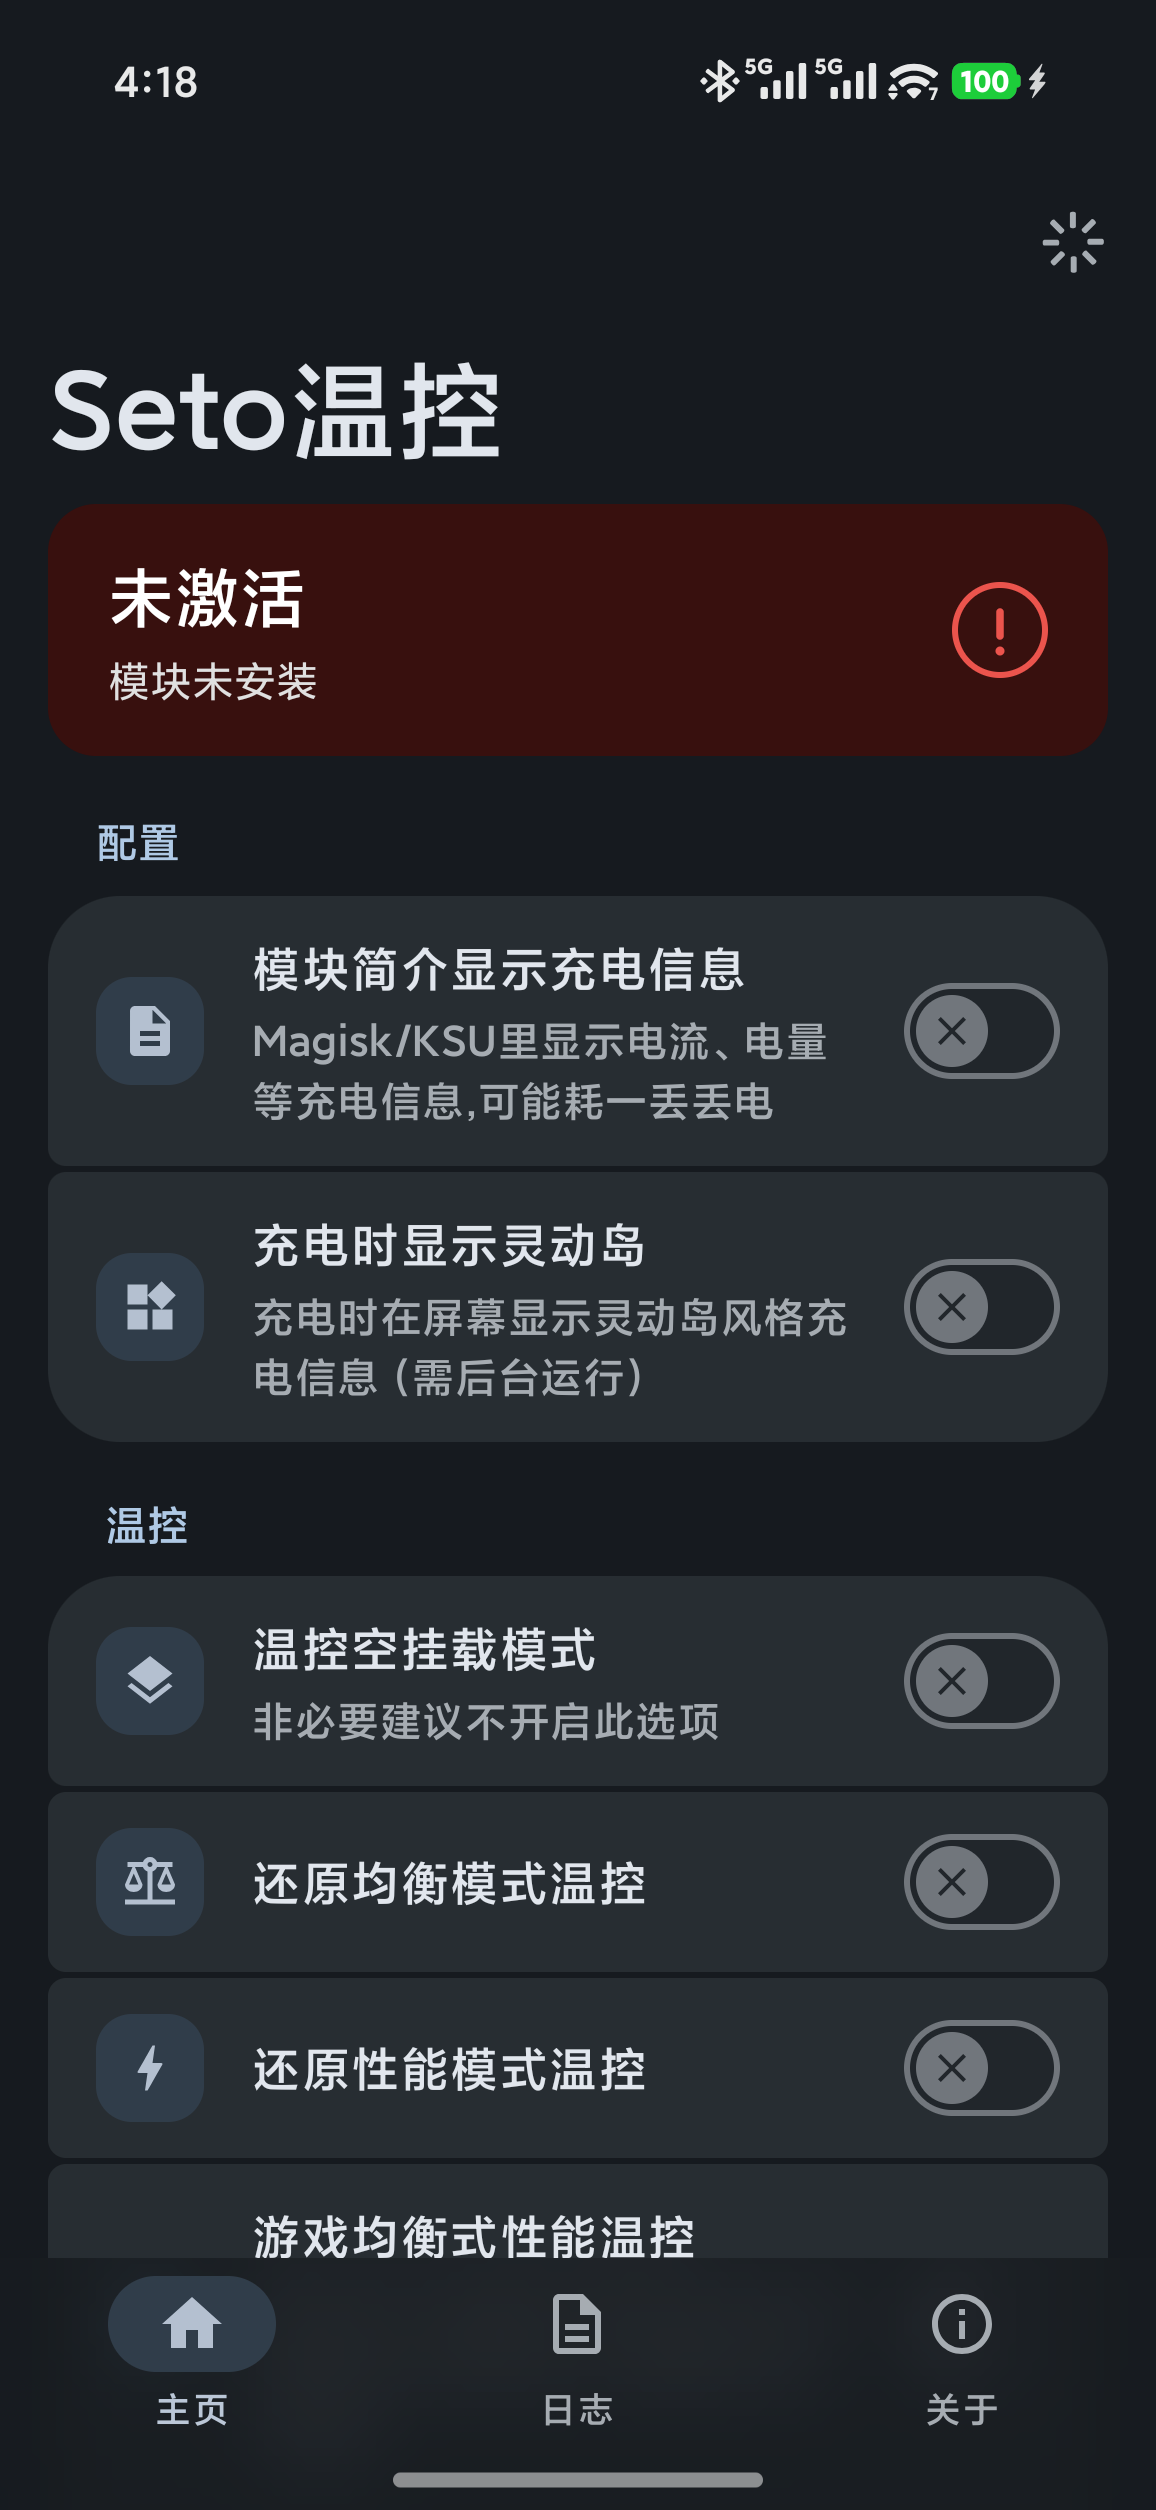 4:18
5G 5G 7 100
Seto温控
未激活
模块未安装
配置
模块简介显示充电信息
Magisk/KSU里显示电流、电量
等充电信息,可能耗一丢丢电
充电时显示灵动岛
充电时在屏幕显示灵动岛风格充
电信息（需后台运行）
温控
温控空挂载模式
非必要建议不开启此选项
还原均衡模式温控
还原性能模式温控
游戏均衡式性能温控
主页
日志
关于